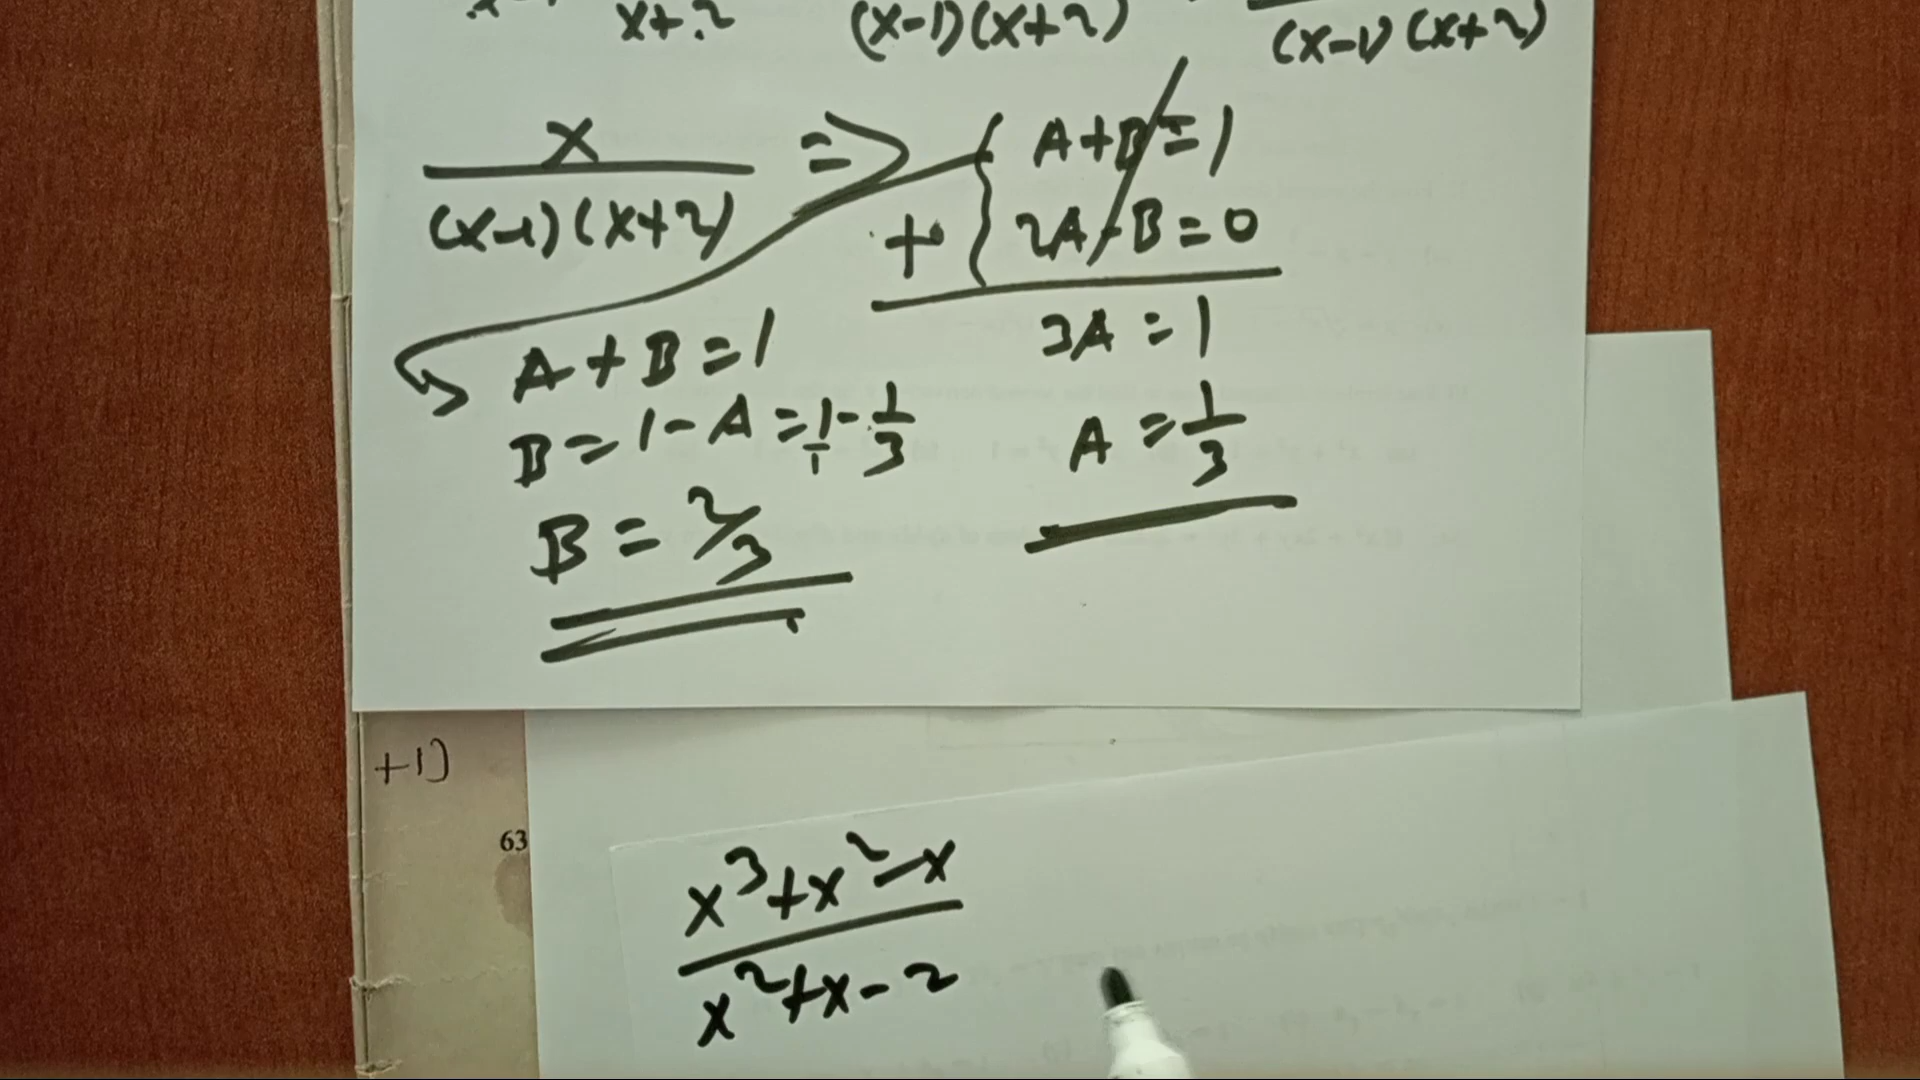 x+2 (x-1)(x+2) (x-1)(x+2)
x/((x-1)(x+2)) => { A+B=1
+ 2A-B=0
3A=1
A+B=1
B=1-A=1/1-1/3 A=1/3
B=2/3
+1)
63
x³+x²-x
x²+x-2